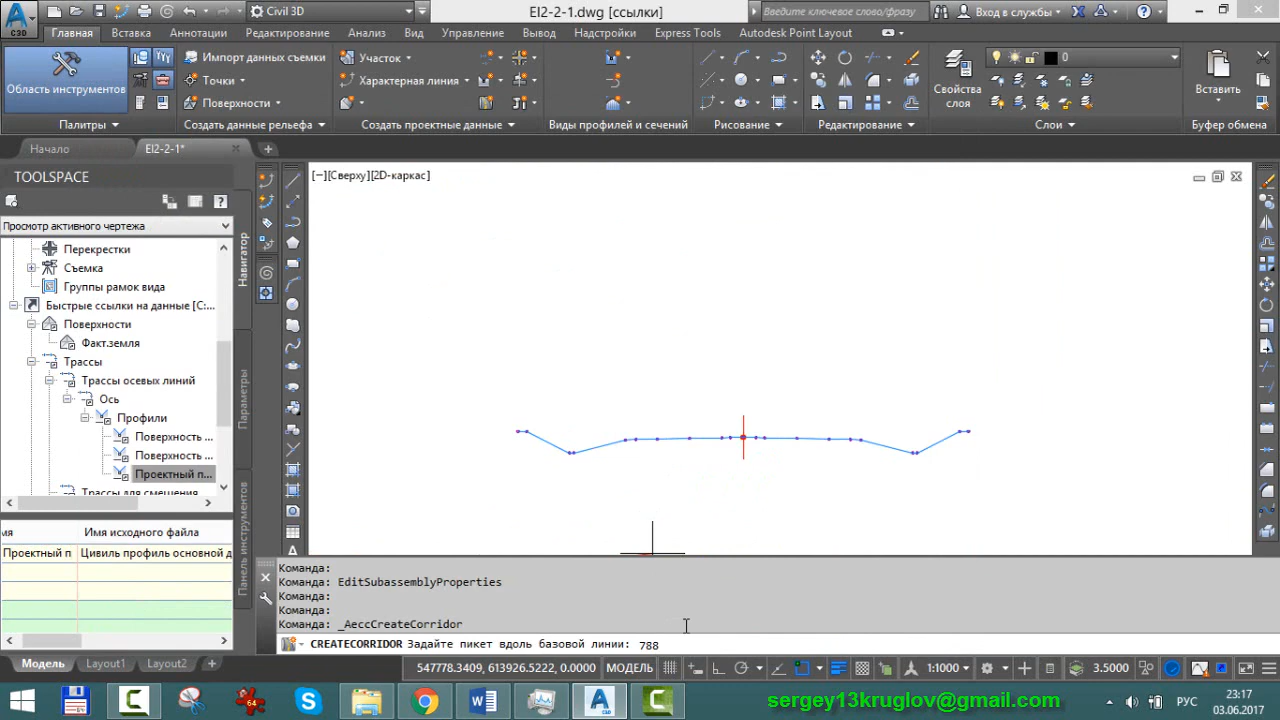 Civil 3D
EI2-2-1.dwg [ссылки]
Введите ключевое слово/фразу
Вход в службы
C3D
Главная
Вставка
Аннотации
Редактирование
Анализ
Вид
Управление
Вывод
Надстройки
Express Tools
Autodesk Point Layout
Область инструментов
Импорт данных съемки
Точки
Поверхности
Участок
Характерная линия
Свойства слоя
0
Вставить
Палитры
Создать данные рельефа
Создать проектные данные
Виды профилей и сечений
Рисование
Редактирование
Слои
Буфер обмена
Начало
EI2-2-1*
TOOLSPACE
[−][Сверху][2D-каркас]
Просмотр активного чертежа
Перекрестки
Съемка
Группы рамок вида
Быстрые ссылки на данные [C:...
Поверхности
Факт.земля
Трассы
Трассы осевых линий
Ось
Профили
Поверхность ...
Поверхность ...
Проектный п...
Трассы для смещения
Навигатор
Параметры
Панель инструментов
мя
Имя исходного файла
Проектный п
Цивиль профиль основной д
Команда:
Команда: EditSubassemblyProperties
Команда:
Команда:
Команда: _AeccCreateCorridor
CREATECORRIDOR Задайте пикет вдоль базовой линии: 788
Модель
Layout1
Layout2
547778.3409, 613926.5222, 0.0000
МОДЕЛЬ
1:1000
3.5000
64
sergey13kruglov@gmail.com
РУС
23:17
03.06.2017